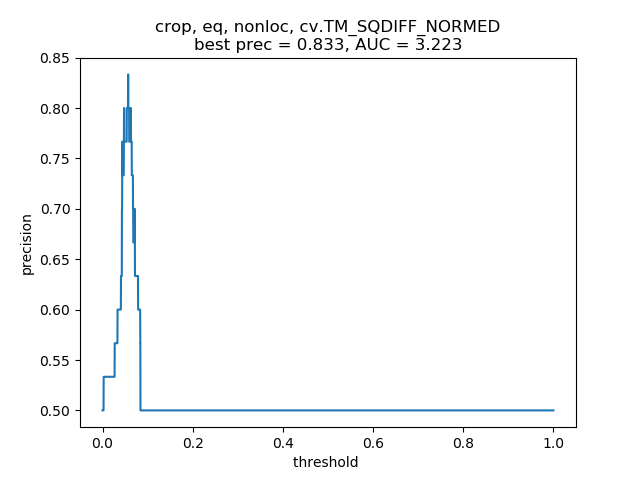 crop, eq, nonloc, cv.TM_SQDIFF_NORMED
best prec = 0.833, AUC = 3.223
0.85
0.80
0.75
0.70
0.65
0.60
0.55
0.50
precision
0.0 0.2 0.4 0.6 0.8 1.0
threshold